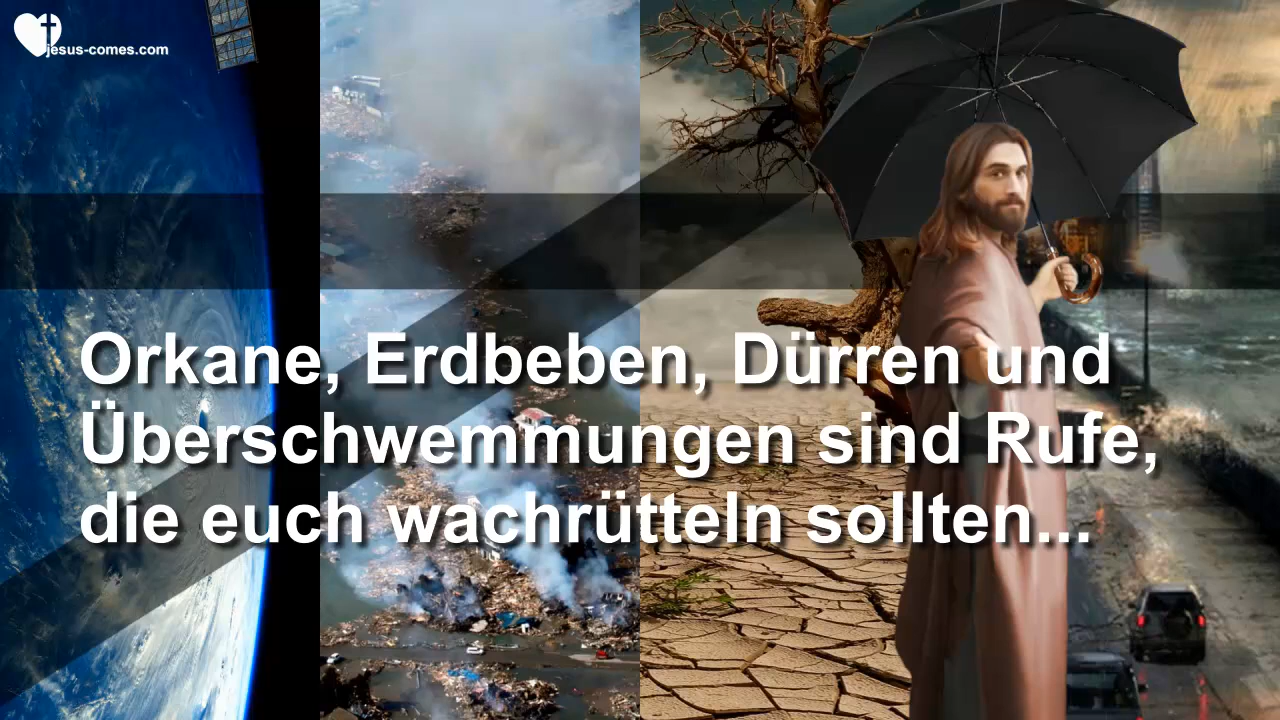 jesus-comes.com
Orkane, Erdbeben, Dürren und
Überschwemmungen sind Rufe,
die euch wachrütteln sollten...